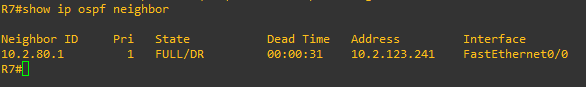 R7#show ip ospf neighbor
Neighbor ID     Pri   State           Dead Time   Address         Interface
10.2.80.1         1   FULL/DR         00:00:31    10.2.123.241    FastEthernet0/0
R7#